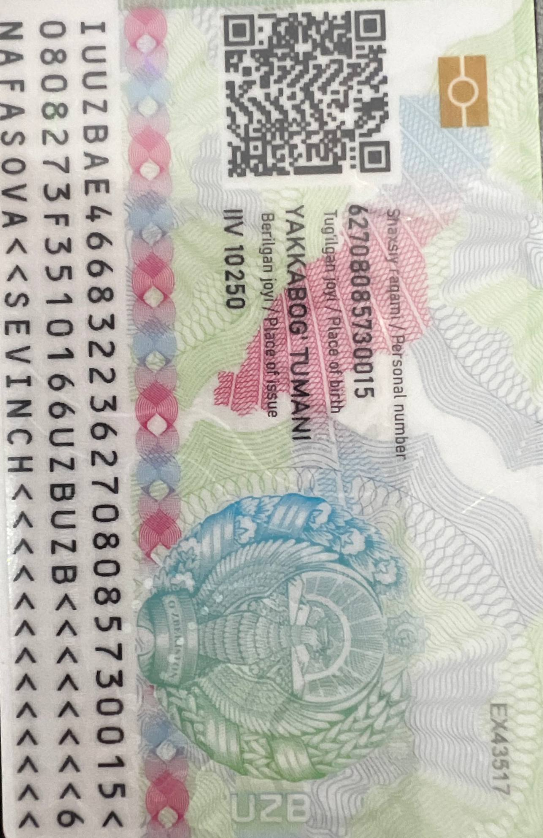 Shaxsiy raqami / Personal number
62708085730015
Tug'ilgan joyi / Place of birth
YAKKABOG' TUMANI
Berilgan joyi / Place of issue
IIV 10250
EX43517
UZB
IUUZBAE4668322362708085730015<
0808273F3510166UZBUZB<<<<<<<6
NAFASOVA<<SEVINCH<<<<<<<<<<<<<